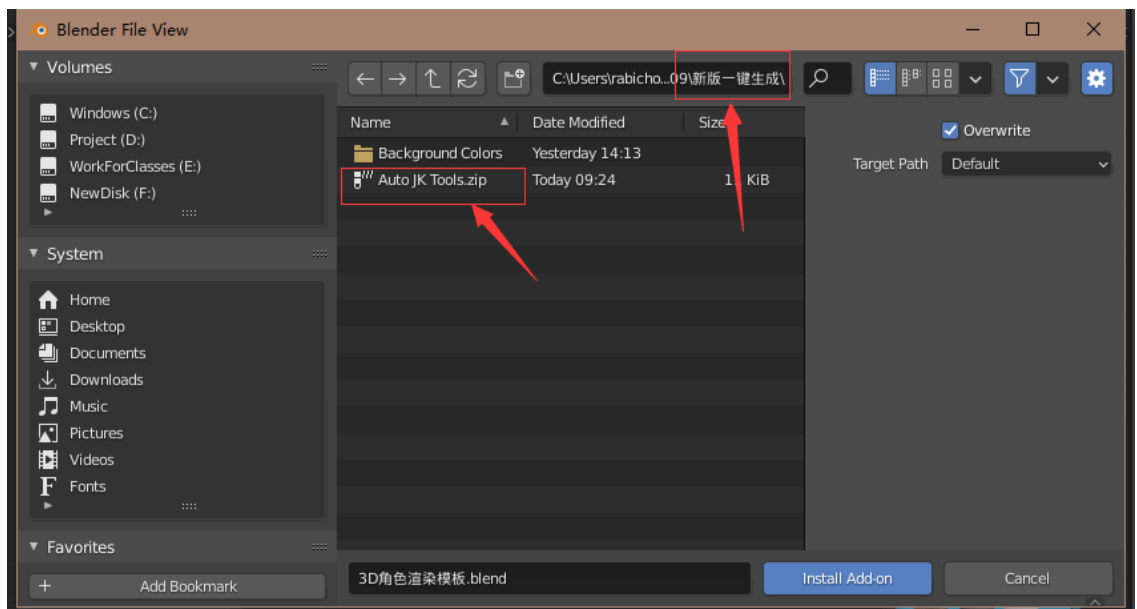 Blender File View
Volumes
Windows (C:)
Project (D:)
WorkForClasses (E:)
NewDisk (F:)
System
Home
Desktop
Documents
Downloads
Music
Pictures
Videos
Fonts
Favorites
Add Bookmark
C:\Users\rabicho...09\新版一键生成\
Name Date Modified Size
Background Colors Yesterday 14:13
Auto JK Tools.zip Today 09:24 KiB
Overwrite
Target Path Default
3D角色渲染模板.blend
Install Add-on
Cancel